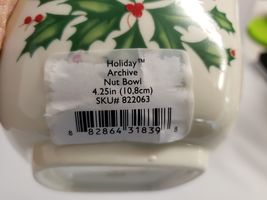 Holiday™
Archive
Nut Bowl
4.25in (10.8cm)
SKU# 822063
8 82864 31839 8